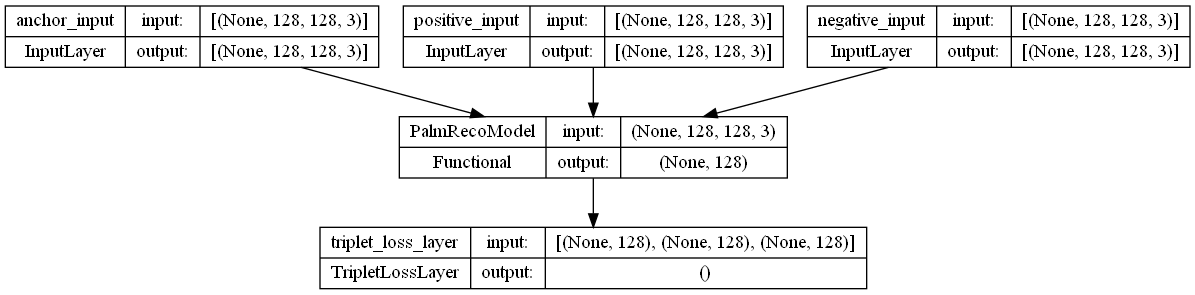 anchor_input input: [(None, 128, 128, 3)]
InputLayer output: [(None, 128, 128, 3)]
positive_input input: [(None, 128, 128, 3)]
InputLayer output: [(None, 128, 128, 3)]
negative_input input: [(None, 128, 128, 3)]
InputLayer output: [(None, 128, 128, 3)]
PalmRecoModel input: (None, 128, 128, 3)
Functional output: (None, 128)
triplet_loss_layer input: [(None, 128), (None, 128), (None, 128)]
TripletLossLayer output: ()